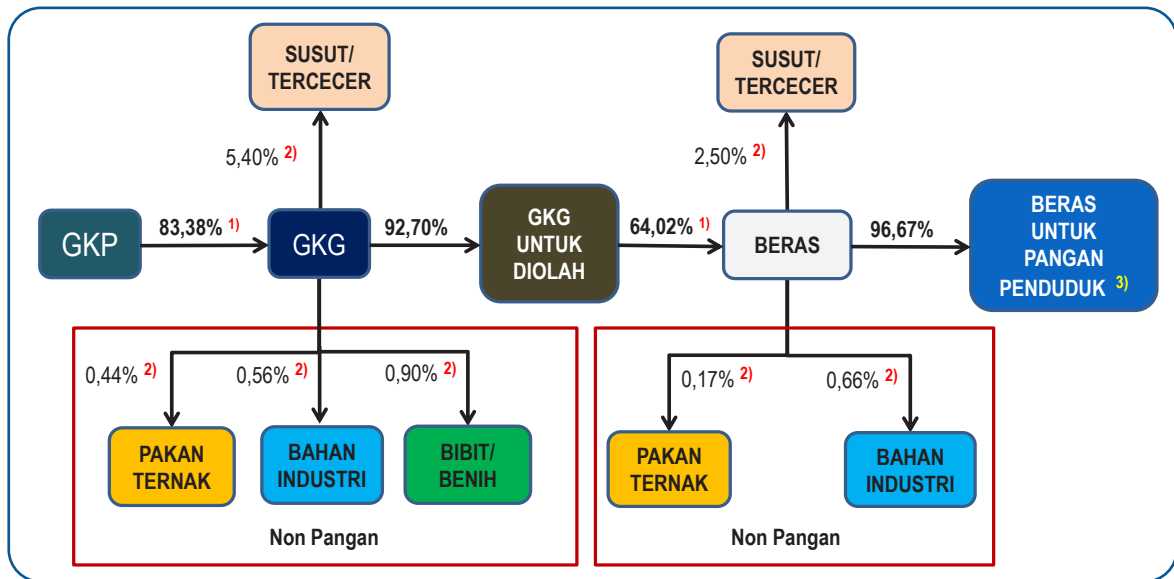 SUSUT/
TERCECER
SUSUT/
TERCECER
5,40% 2)
2,50% 2)
GKP
83,38% 1)
GKG
92,70%
GKG
UNTUK
DIOLAH
64,02% 1)
BERAS
96,67%
BERAS
UNTUK
PANGAN
PENDUDUK 3)
0,44% 2)
0,56% 2)
0,90% 2)
0,17% 2)
0,66% 2)
PAKAN
TERNAK
BAHAN
INDUSTRI
BIBIT/
BENIH
PAKAN
TERNAK
BAHAN
INDUSTRI
Non Pangan
Non Pangan